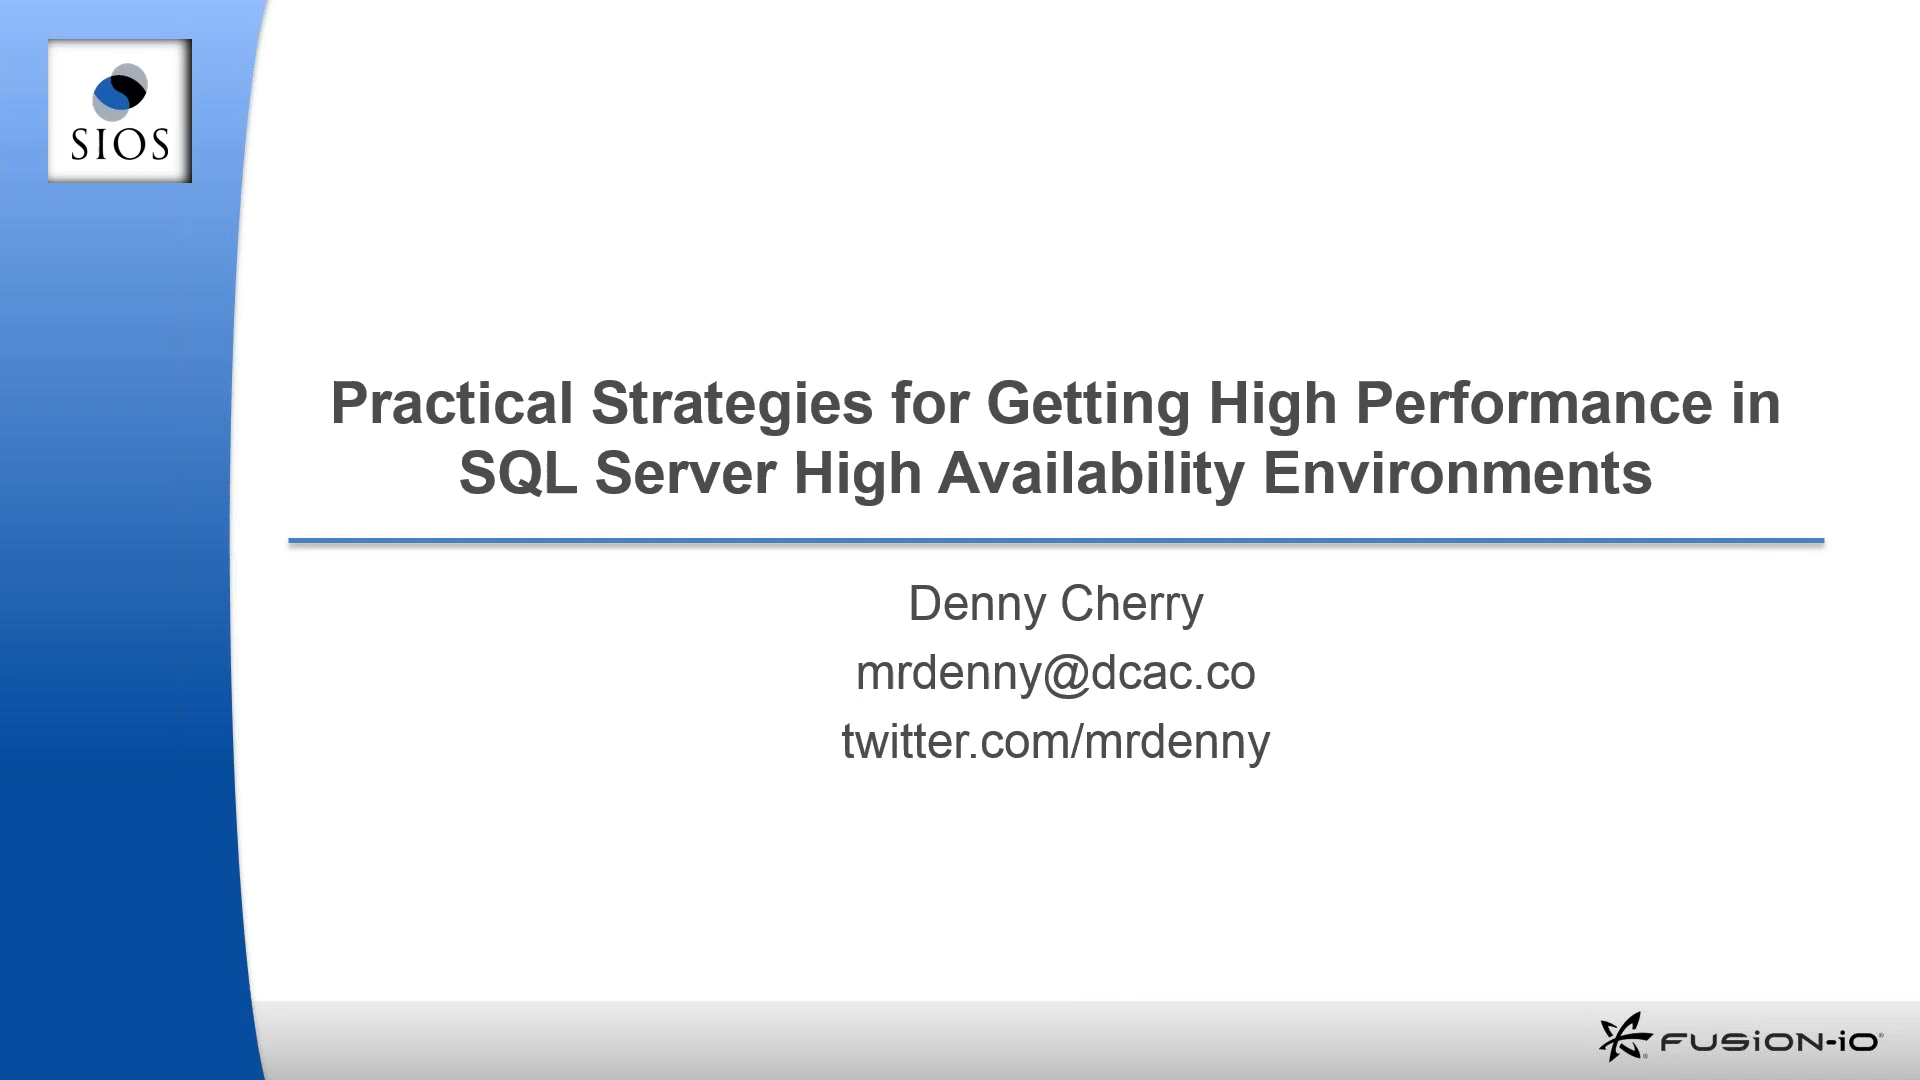 SIOS
Practical Strategies for Getting High Performance in
SQL Server High Availability Environments
Denny Cherry
mrdenny@dcac.co
twitter.com/mrdenny
FUSiON-iO®